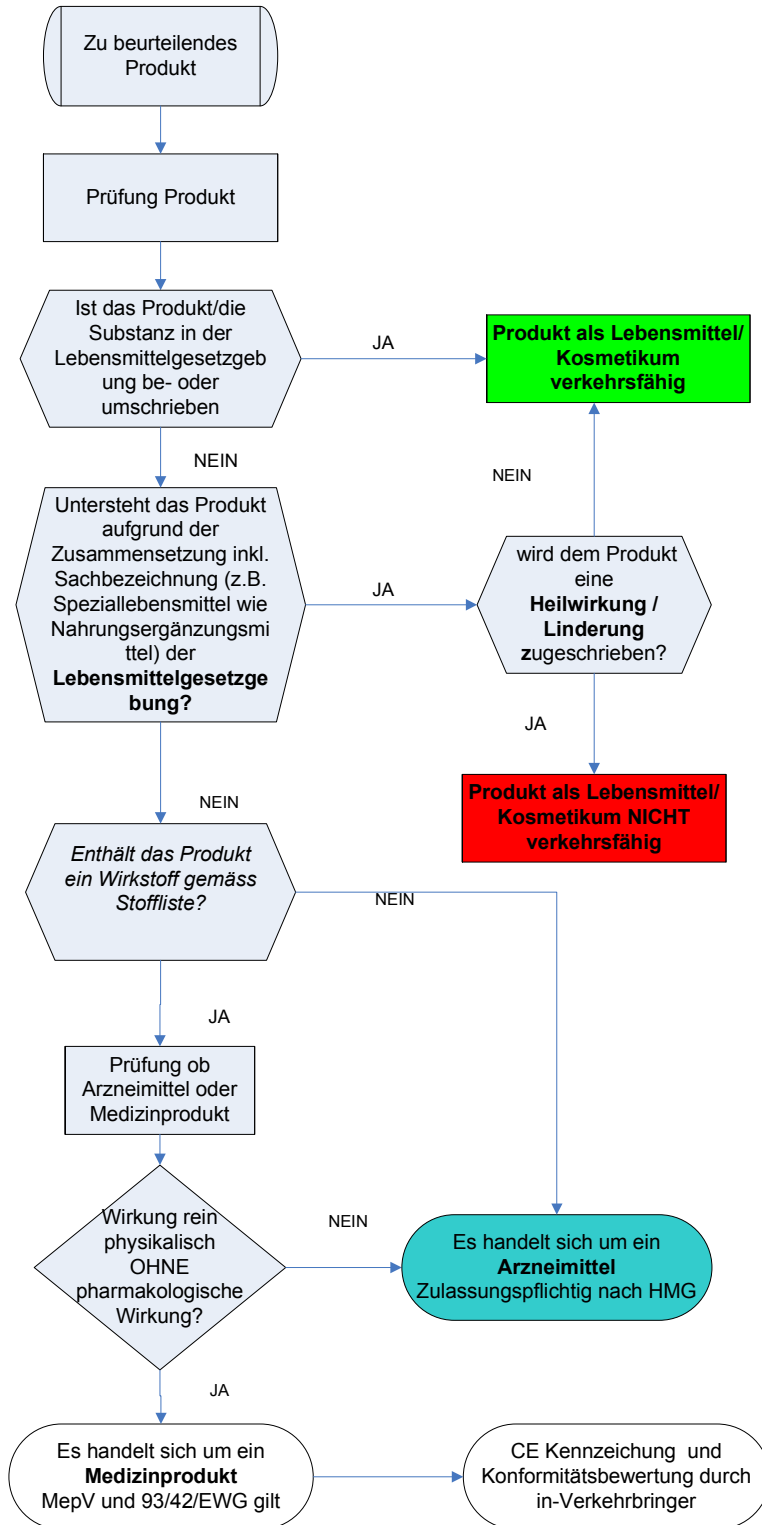 Zu beurteilendes
Produkt
Prüfung Produkt
Ist das Produkt/die
Substanz in der
Lebensmittelgesetzgeb
ung be- oder
umschrieben
JA
Produkt als Lebensmittel/
Kosmetikum
verkehrsfähig
NEIN
NEIN
Untersteht das Produkt
aufgrund der
Zusammensetzung inkl.
Sachbezeichnung (z.B.
Speziallebensmittel wie
Nahrungsergänzungsmi
ttel) der
Lebensmittelgesetzge
bung?
JA
wird dem Produkt
eine
Heilwirkung /
Linderung
zugeschrieben?
JA
Produkt als Lebensmittel/
Kosmetikum NICHT
verkehrsfähig
NEIN
Enthält das Produkt
ein Wirkstoff gemäss
Stoffliste?
NEIN
JA
Prüfung ob
Arzneimittel oder
Medizinprodukt
Wirkung rein
physikalisch
OHNE
pharmakologische
Wirkung?
NEIN
Es handelt sich um ein
Arzneimittel
Zulassungspflichtig nach HMG
JA
Es handelt sich um ein
Medizinprodukt
MepV und 93/42/EWG gilt
CE Kennzeichung und
Konformitätsbewertung durch
in-Verkehrbringer